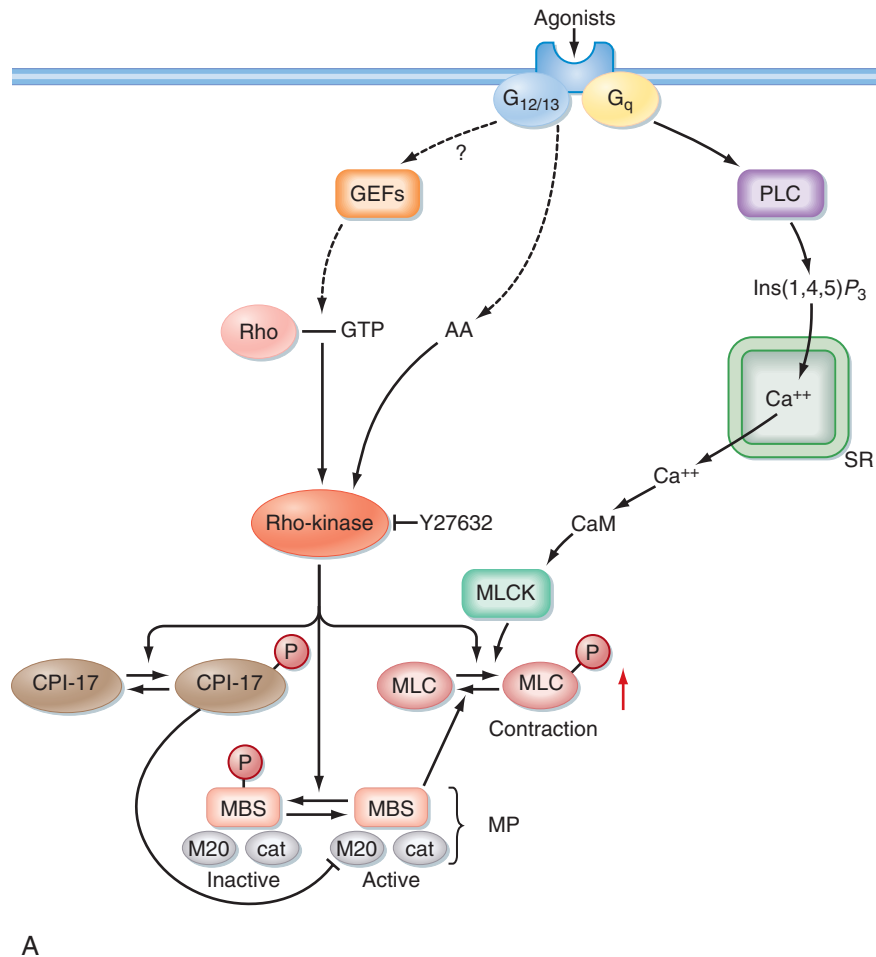 Agonists
G12/13
Gq
?
GEFs
PLC
Ins(1,4,5)P3
Rho
GTP
AA
Ca++
SR
Ca++
Rho-kinase
Y27632
CaM
MLCK
P
P
CPI-17
CPI-17
MLC
MLC
Contraction
P
MBS
MBS
MP
M20
cat
M20
cat
Inactive
Active
A